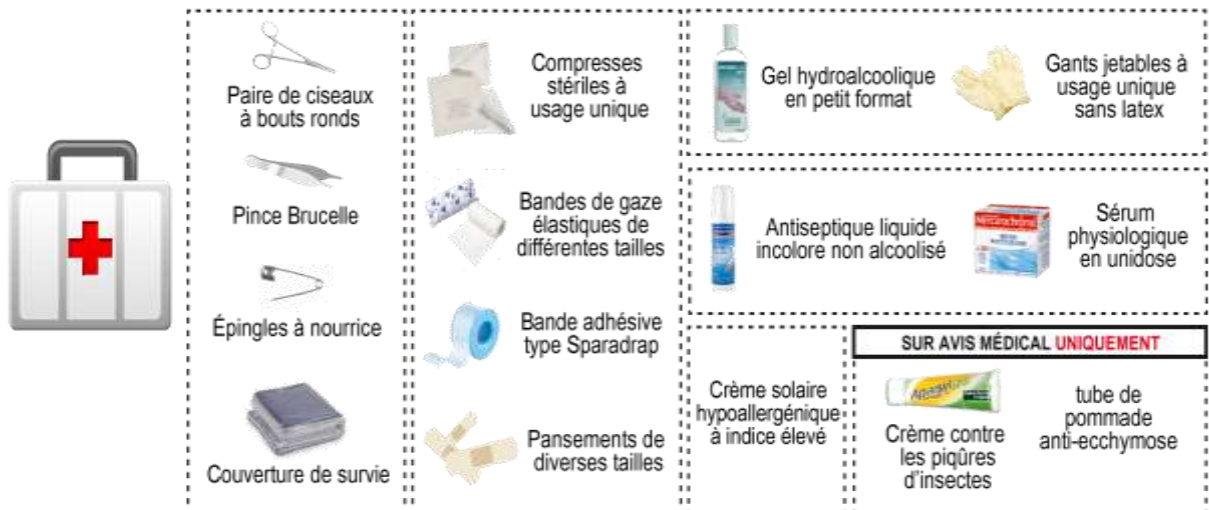 Paire de ciseaux
à bouts ronds
Pince Brucelle
Épingles à nourrice
Couverture de survie
Compresses
stériles à
usage unique
Bandes de gaze
élastiques de
différentes tailles
Bande adhésive
type Sparadrap
Pansements de
diverses tailles
Gel hydroalcoolique
en petit format
Gants jetables à
usage unique
sans latex
Antiseptique liquide
incolore non alcoolisé
Mercurochrome
Sérum
physiologique
en unidose
Crème solaire
hypoallergénique
à indice élevé
SUR AVIS MÉDICAL UNIQUEMENT
Crème contre
les piqûres
d'insectes
tube de
pommade
anti-ecchymose